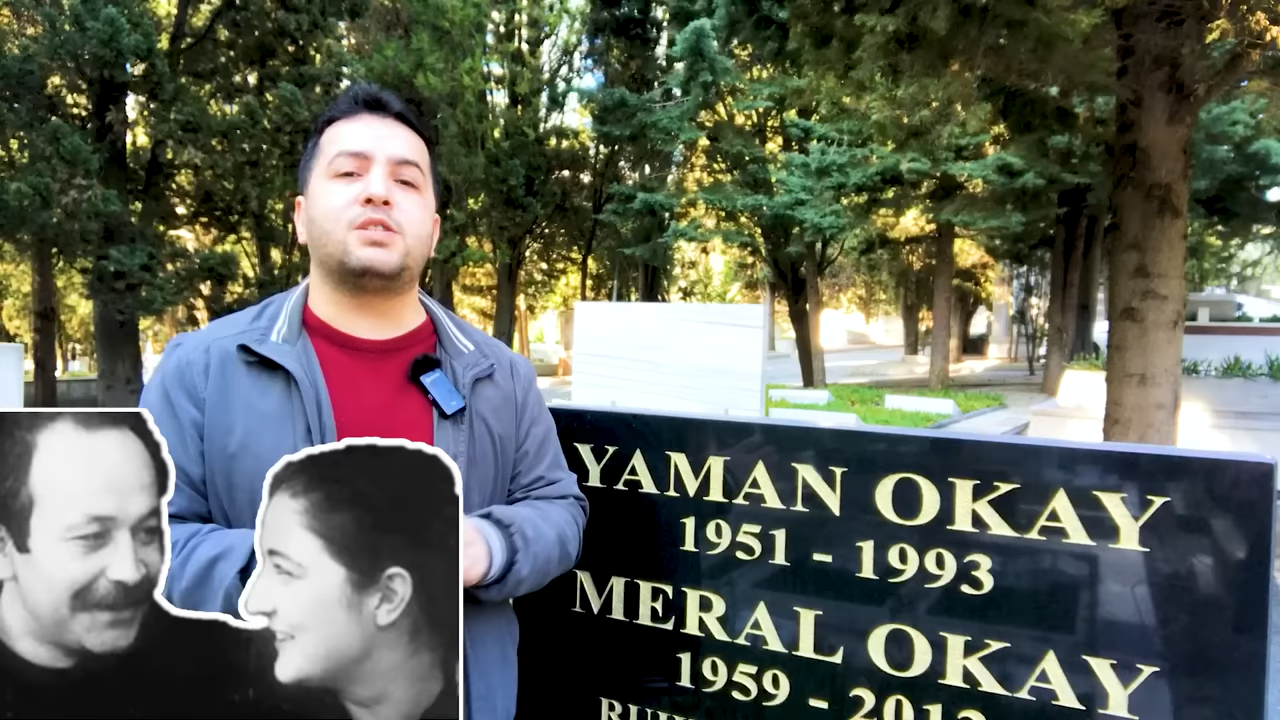 YAMAN OKAY
1951 - 1993
MERAL OKAY
1959 - 2012